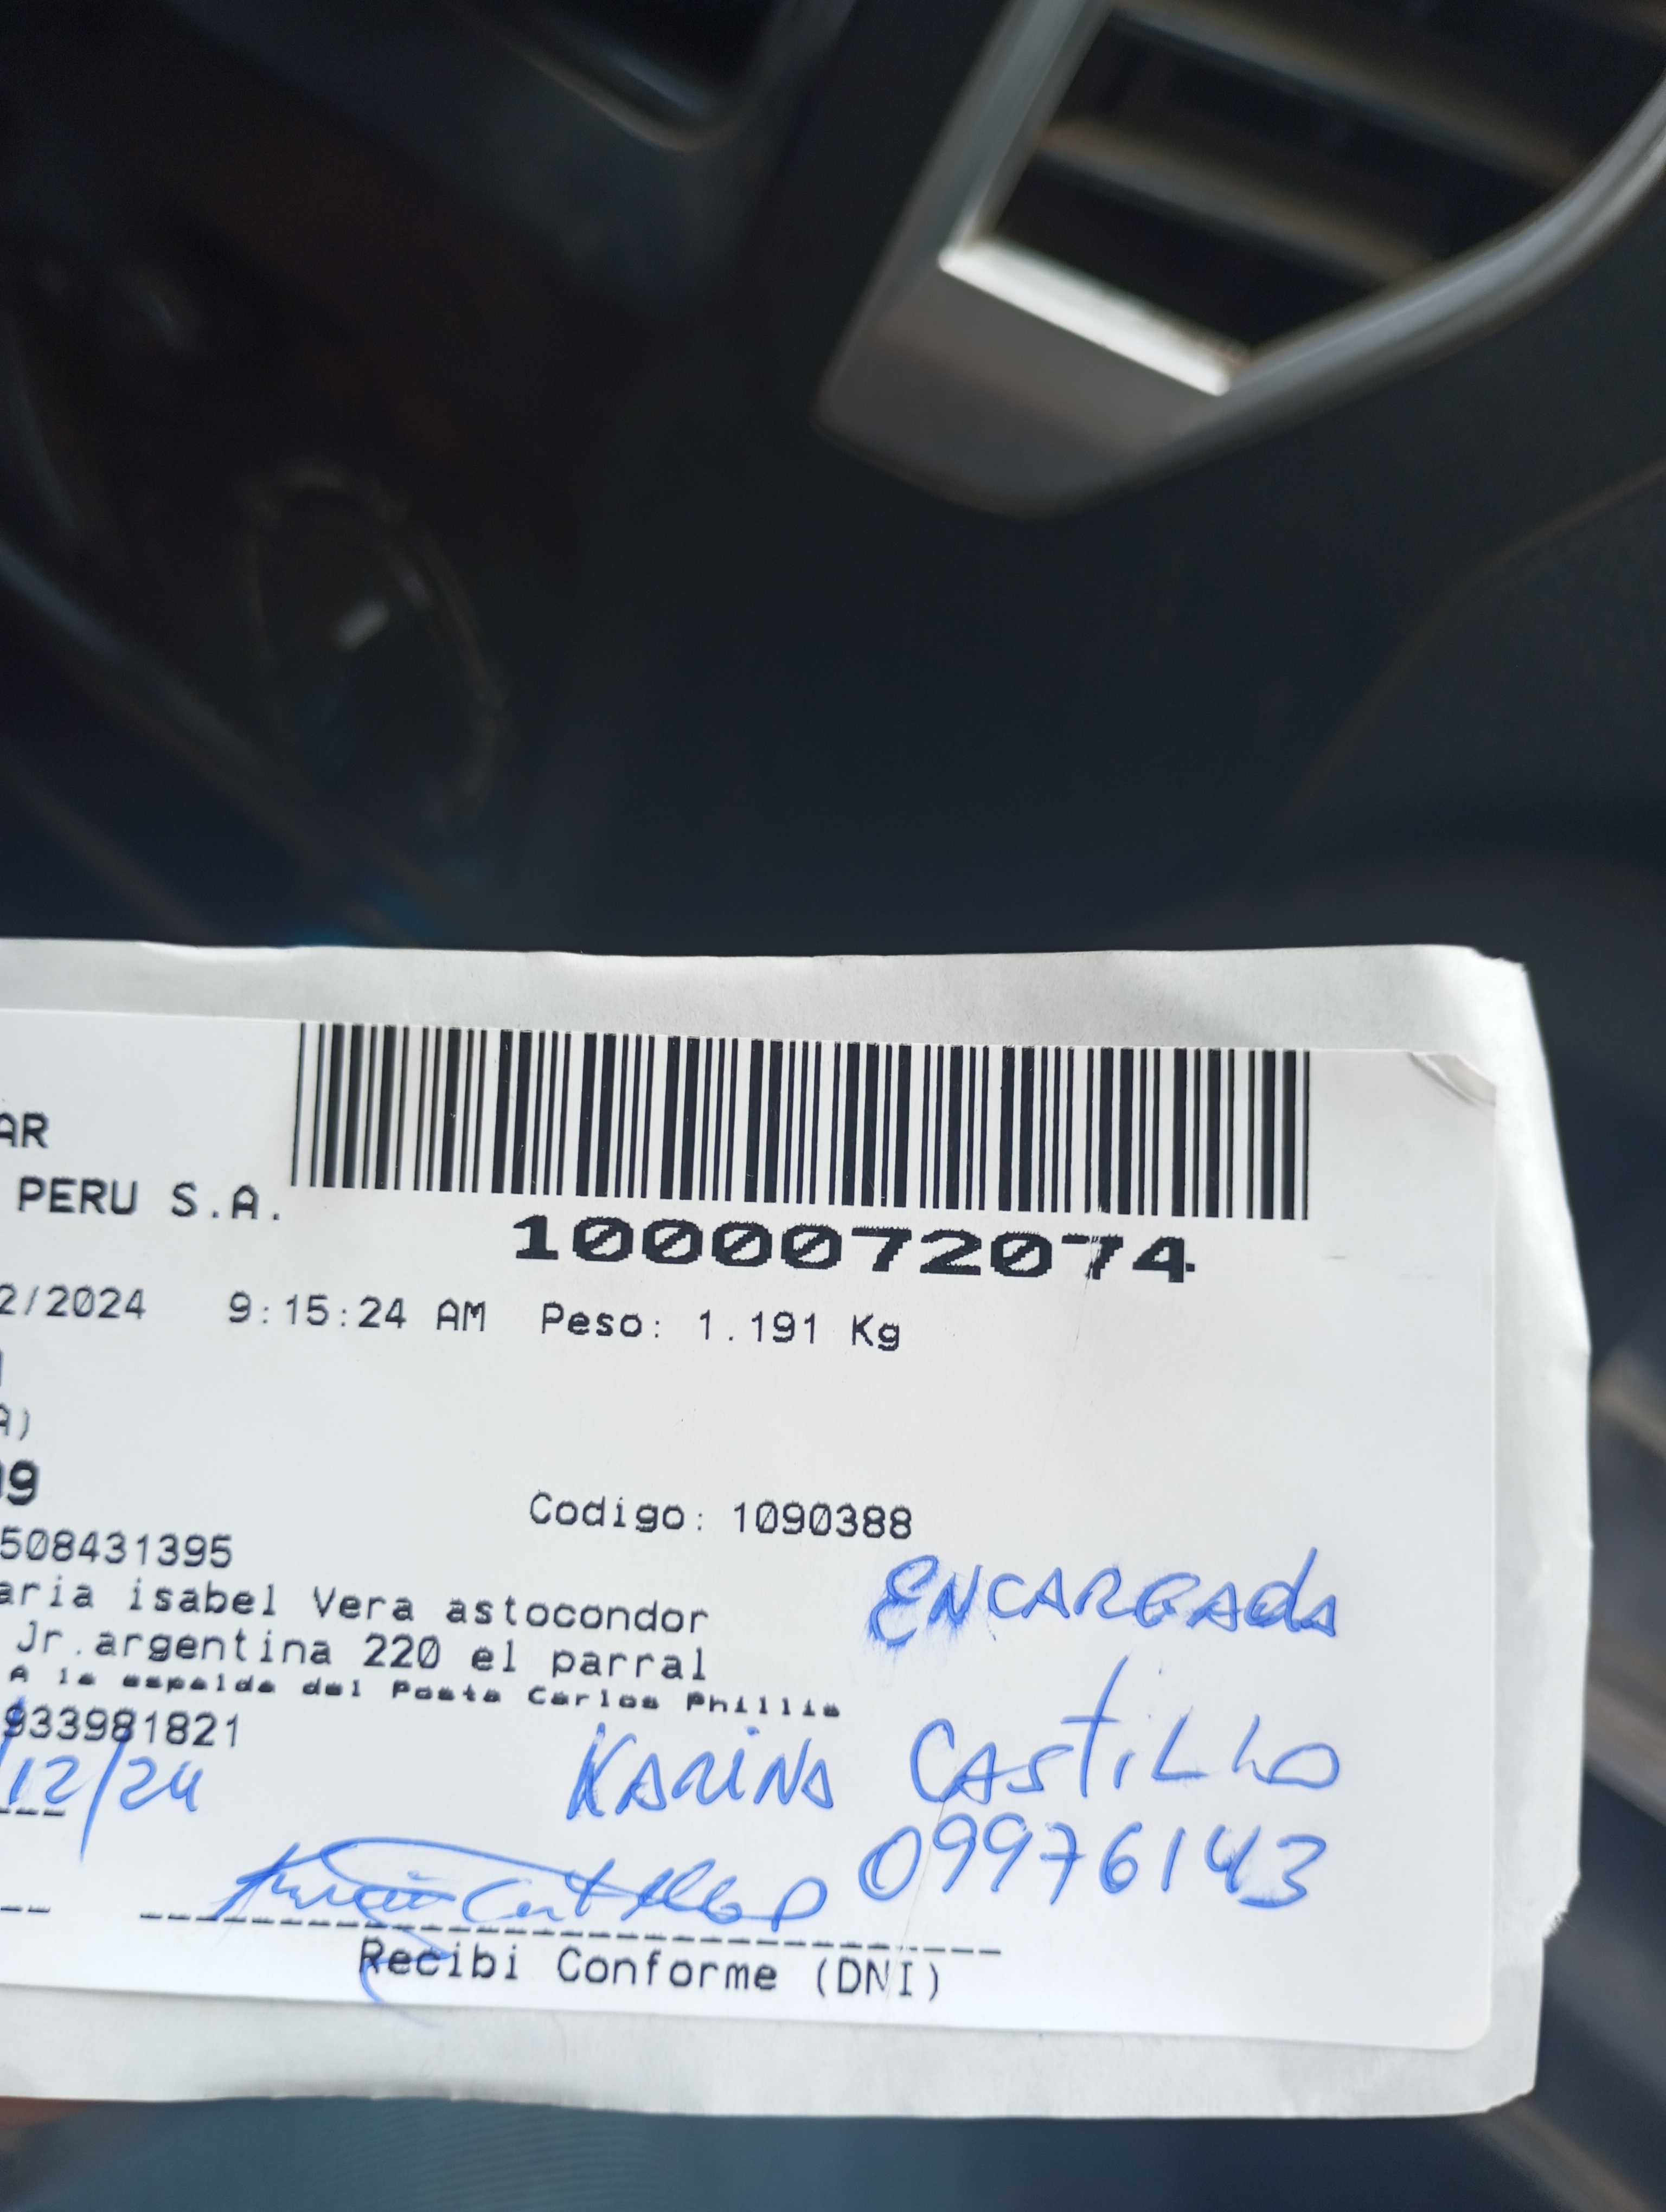 AR
PERU S.A.
1000072074
2/2024 9:15:24 AM Peso: 1.191 Kg
A)
09
Codigo: 1090388
508431395
aria isabel Vera astocondor
Jr.argentina 220 el parral
A la espalda del Posta Carlos Phillis
933981821
ENCARGADA
/12/24
KARINA CASTILLO
09976143
Recibi Conforme (DNI)